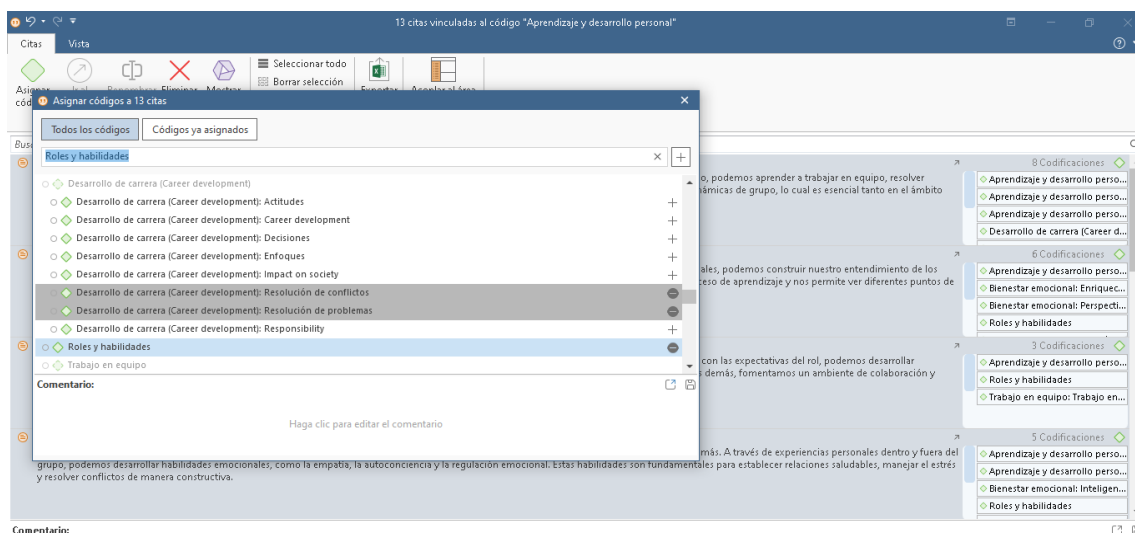 13 citas vinculadas al código "Aprendizaje y desarrollo personal"
Citas Vista
Seleccionar todo
Borrar selección
Asignar códigos a 13 citas
Todos los códigos Códigos ya asignados
Roles y habilidades
Desarrollo de carrera (Career development)
Desarrollo de carrera (Career development): Actitudes
Desarrollo de carrera (Career development): Career development
Desarrollo de carrera (Career development): Decisiones
Desarrollo de carrera (Career development): Enfoques
Desarrollo de carrera (Career development): Impact on society
Desarrollo de carrera (Career development): Resolución de conflictos
Desarrollo de carrera (Career development): Resolución de problemas
Desarrollo de carrera (Career development): Responsibility
Roles y habilidades
Trabajo en equipo
Comentario:
Haga clic para editar el comentario
o, podemos aprender a trabajar en equipo, resolver
námicas de grupo, lo cual es esencial tanto en el ámbito
8 Codificaciones
Aprendizaje y desarrollo perso...
Aprendizaje y desarrollo perso...
Aprendizaje y desarrollo perso...
Desarrollo de carrera (Career d...
ales, podemos construir nuestro entendimiento de los
ceso de aprendizaje y nos permite ver diferentes puntos de
6 Codificaciones
Aprendizaje y desarrollo perso...
Bienestar emocional: Enriquec...
Bienestar emocional: Perspecti...
Roles y habilidades
con las expectativas del rol, podemos desarrollar
s demás, fomentamos un ambiente de colaboración y
3 Codificaciones
Aprendizaje y desarrollo perso...
Roles y habilidades
Trabajo en equipo: Trabajo en...
más. A través de experiencias personales dentro y fuera del
grupo, podemos desarrollar habilidades emocionales, como la empatía, la autoconciencia y la regulación emocional. Estas habilidades son fundamentales para establecer relaciones saludables, manejar el estrés
y resolver conflictos de manera constructiva.
5 Codificaciones
Aprendizaje y desarrollo perso...
Aprendizaje y desarrollo perso...
Bienestar emocional: Inteligen...
Roles y habilidades
Comentario: